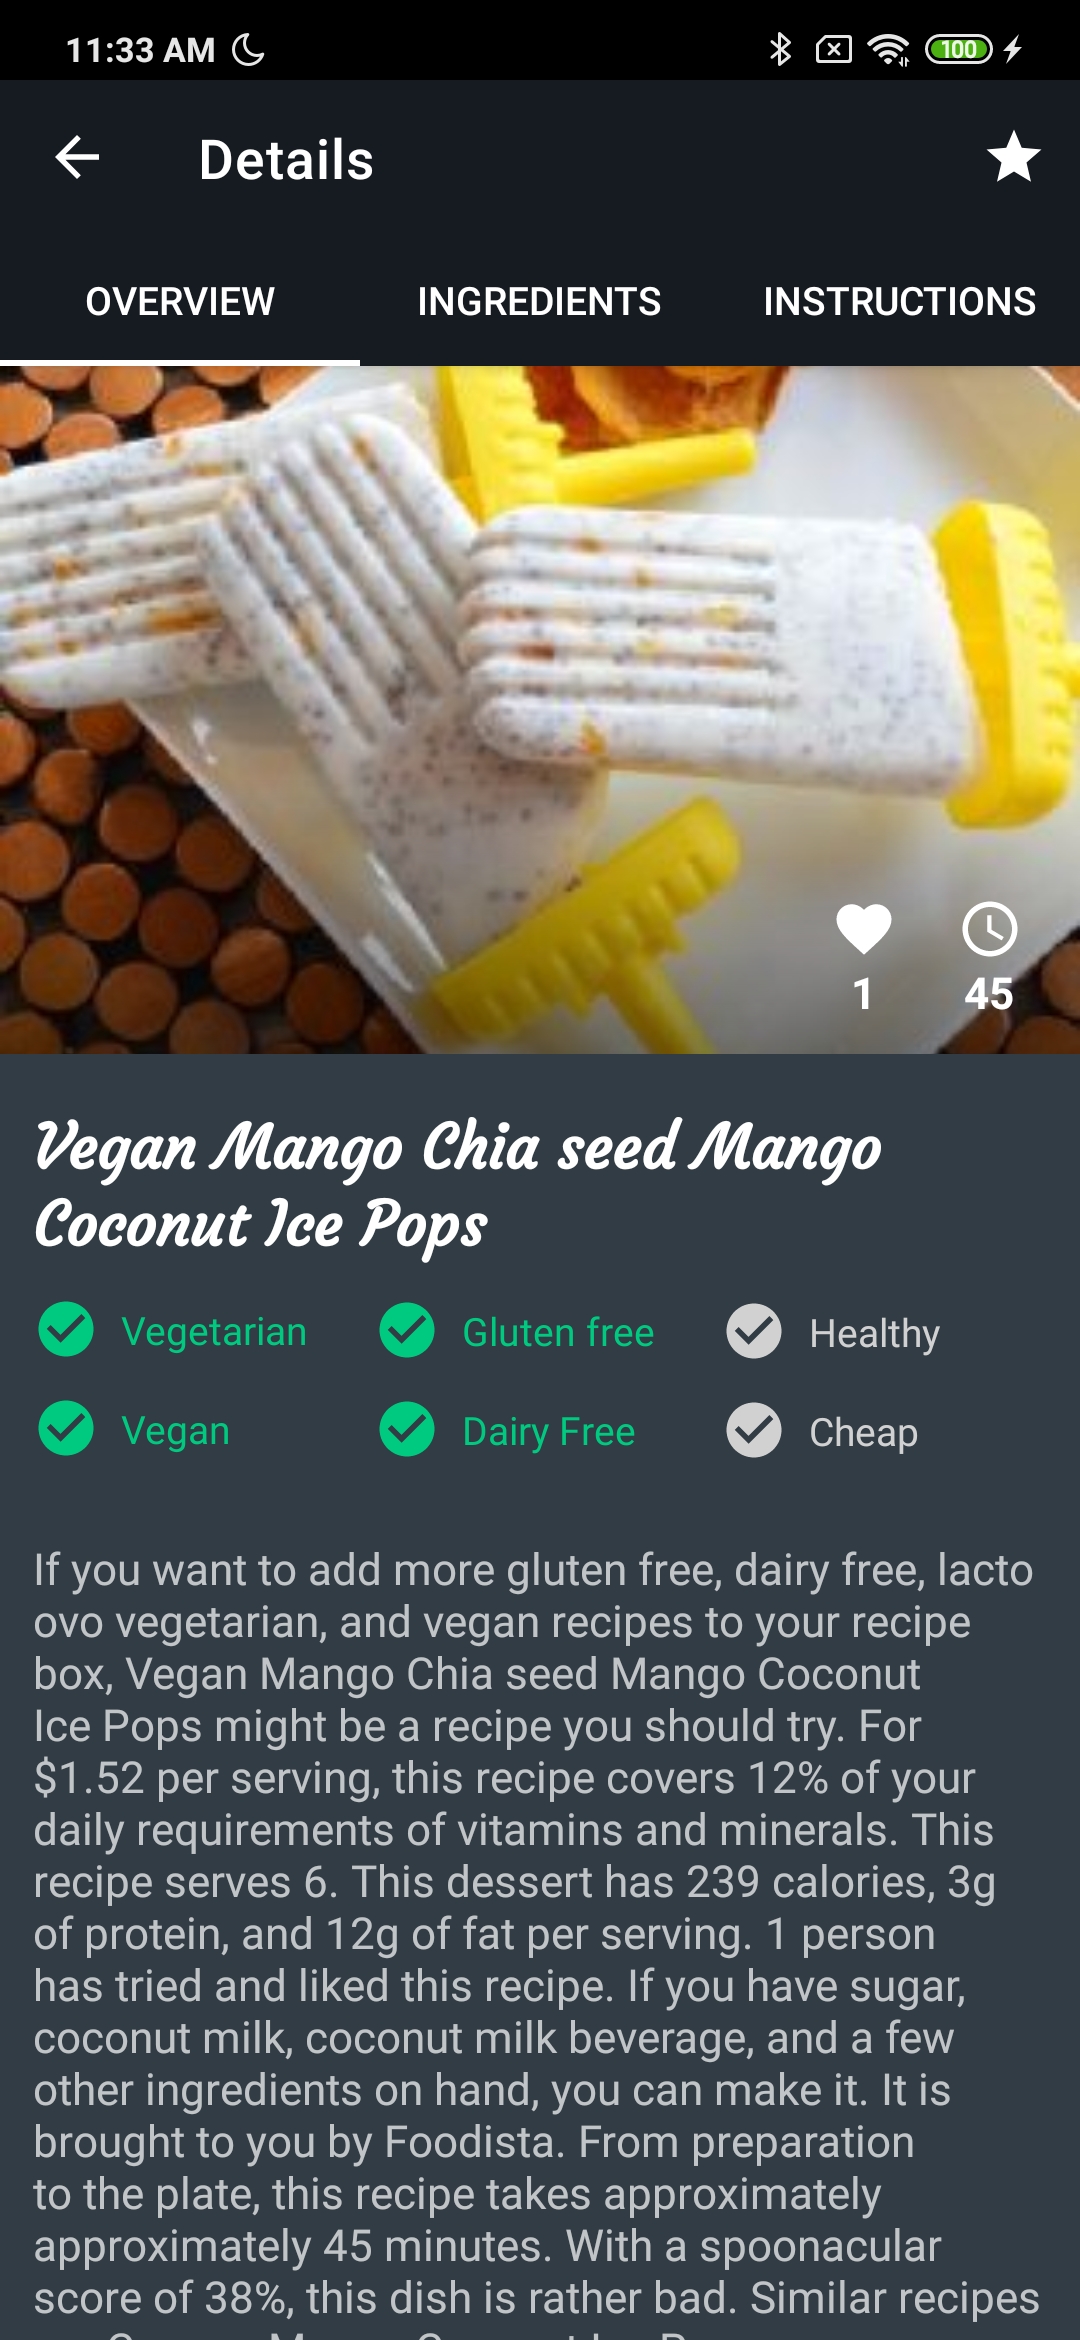 11:33 AM
100
Details
OVERVIEW INGREDIENTS INSTRUCTIONS
1 45
Vegan Mango Chia seed Mango
Coconut Ice Pops
Vegetarian Gluten free Healthy
Vegan Dairy Free Cheap
If you want to add more gluten free, dairy free, lacto
ovo vegetarian, and vegan recipes to your recipe
box, Vegan Mango Chia seed Mango Coconut
Ice Pops might be a recipe you should try. For
$1.52 per serving, this recipe covers 12% of your
daily requirements of vitamins and minerals. This
recipe serves 6. This dessert has 239 calories, 3g
of protein, and 12g of fat per serving. 1 person
has tried and liked this recipe. If you have sugar,
coconut milk, coconut milk beverage, and a few
other ingredients on hand, you can make it. It is
brought to you by Foodista. From preparation
to the plate, this recipe takes approximately
approximately 45 minutes. With a spoonacular
score of 38%, this dish is rather bad. Similar recipes